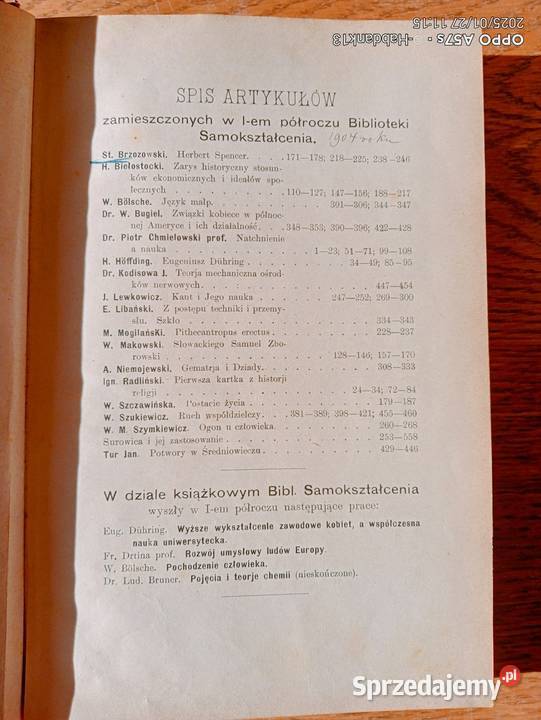 2025/01/27 11:15
OPPO A57s · Habdank13
SPIS ARTYKUŁÓW
zamieszczonych w I-em półroczu Biblioteki
Samokształcenia. 1904 roku
St. Brzozowski. Herbert Spencer. . . . 171—178; 218—225; 238—246
H. Białostocki. Zarys historyczny stosun-
ków ekonomicznych i ideałów spo-
łecznych . . . . . . . . 110—127; 147—156; 188—217
W. Bölsche. Język małp. . . . . . . . 301—306; 344—347
Dr. W. Bugiel. Związki kobiece w północ-
nej Ameryce i ich działalność. . . 348—353; 390—396; 422—428
Dr. Piotr Chmielowski prof. Natchnienie
a nauka . . . . . . . . . . 1—23; 51—71; 99—108
H. Höffding. Eugeniusz Dühring . . . . . . 34—49; 85—95
Dr. Kodisowa J. Teorja mechaniczna ośrod-
ków nerwowych. . . . . . . . . . . 447—454
J. Lewkowicz. Kant i Jego nauka . . . . 247—252; 269—300
E. Libański. Z postępu techniki i przemy-
słu. Szkło . . . . . . . . . . . 334—343
M. Mogilański. Pithecantropus erectus . . . . . . 228—237
W. Makowski. Słowackiego Samuel Zbo-
rowski . . . . . . . . . 128—146; 157—170
A. Niemojewski. Gematrja i Dziady. . . . . . . 308—333
Ign. Radliński. Pierwsza kartka z historji
religji . . . . . . . . . . 24—34; 72—84
W. Szczawińska. Postacie życia . . . . . . . 179—187
W. Szukiewicz. Ruch współdzielczy. . . 381—389; 398—421; 455—460
W. M. Szymkiewicz. Ogon u człowieka. . . . . . 260—268
Surowica i jej zastosowanie . . . . . . . . 253—558
Tur Jan. Potwory w Średniowieczu . . . . . . 429—446
W dziale książkowym Bibl. Samokształcenia
wyszły w I-em półroczu następujące prace:
Eug. Dühring. Wyższe wykształcenie zawodowe kobiet, a współczesna
nauka uniwersytecka.
Fr. Drtina prof. Rozwój umysłowy ludów Europy.
W. Bölsche. Pochodzenie człowieka.
Dr. Lud. Bruner. Pojęcia i teorje chemii (nieskończone).
Sprzedajemy.pl